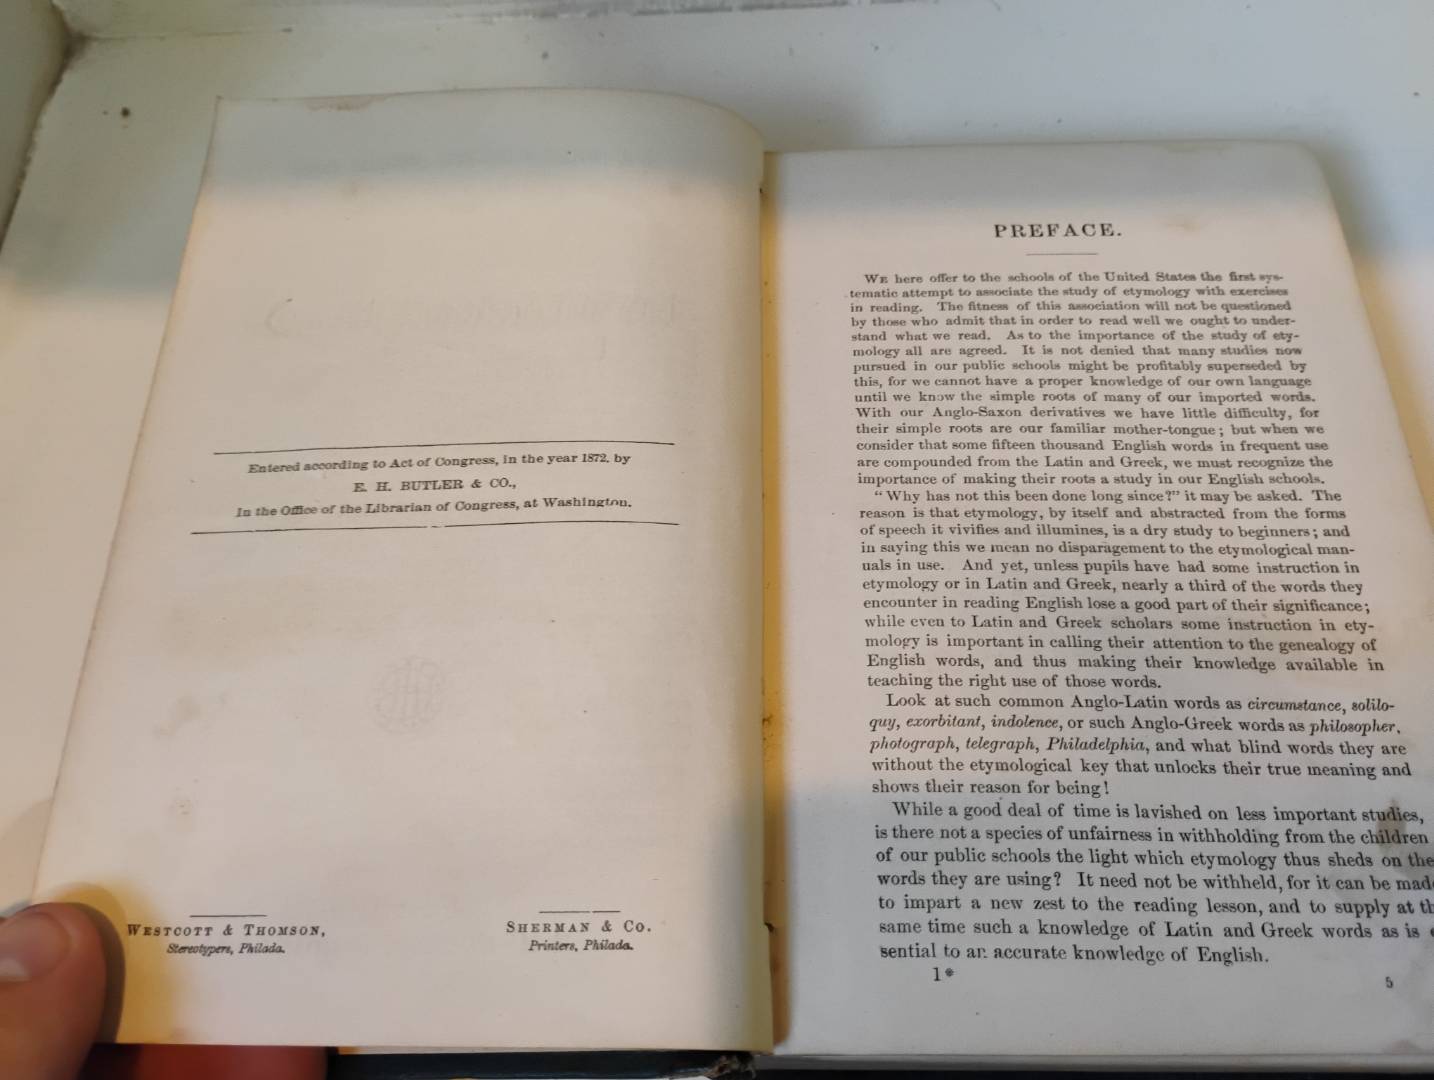 Entered according to Act of Congress, in the year 1872, by
E. H. BUTLER & CO.,
In the Office of the Librarian of Congress, at Washington.
WESTCOTT & THOMSON,
Stereotypers, Philada.
SHERMAN & CO.
Printers, Philada.
PREFACE.
WE here offer to the schools of the United States the first sys-
tematic attempt to associate the study of etymology with exercises
in reading. The fitness of this association will not be questioned
by those who admit that in order to read well we ought to under-
stand what we read. As to the importance of the study of ety-
mology all are agreed. It is not denied that many studies now
pursued in our public schools might be profitably superseded by
this, for we cannot have a proper knowledge of our own language
until we know the simple roots of many of our imported words.
With our Anglo-Saxon derivatives we have little difficulty, for
their simple roots are our familiar mother-tongue; but when we
consider that some fifteen thousand English words in frequent use
are compounded from the Latin and Greek, we must recognize the
importance of making their roots a study in our English schools.
"Why has not this been done long since?" it may be asked. The
reason is that etymology, by itself and abstracted from the forms
of speech it vivifies and illumines, is a dry study to beginners; and
in saying this we mean no disparagement to the etymological man-
uals in use. And yet, unless pupils have had some instruction in
etymology or in Latin and Greek, nearly a third of the words they
encounter in reading English lose a good part of their significance;
while even to Latin and Greek scholars some instruction in ety-
mology is important in calling their attention to the genealogy of
English words, and thus making their knowledge available in
teaching the right use of those words.
Look at such common Anglo-Latin words as circumstance, solilo-
quy, exorbitant, indolence, or such Anglo-Greek words as philosopher,
photograph, telegraph, Philadelphia, and what blind words they are
without the etymological key that unlocks their true meaning and
shows their reason for being!
While a good deal of time is lavished on less important studies,
is there not a species of unfairness in withholding from the children
of our public schools the light which etymology thus sheds on the
words they are using? It need not be withheld, for it can be made
to impart a new zest to the reading lesson, and to supply at th
same time such a knowledge of Latin and Greek words as is
sential to an accurate knowledge of English.
1*
5